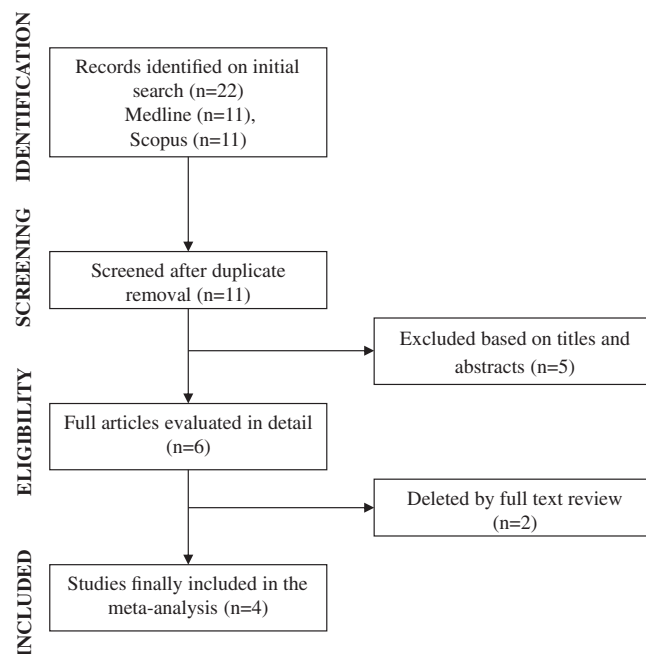 IDENTIFICATION
Records identified on initial
search (n=22)
Medline (n=11),
Scopus (n=11)
SCREENING
Screened after duplicate
removal (n=11)
Excluded based on titles and
abstracts (n=5)
ELIGIBILITY
Full articles evaluated in detail
(n=6)
Deleted by full text review
(n=2)
INCLUDED
Studies finally included in the
meta-analysis (n=4)